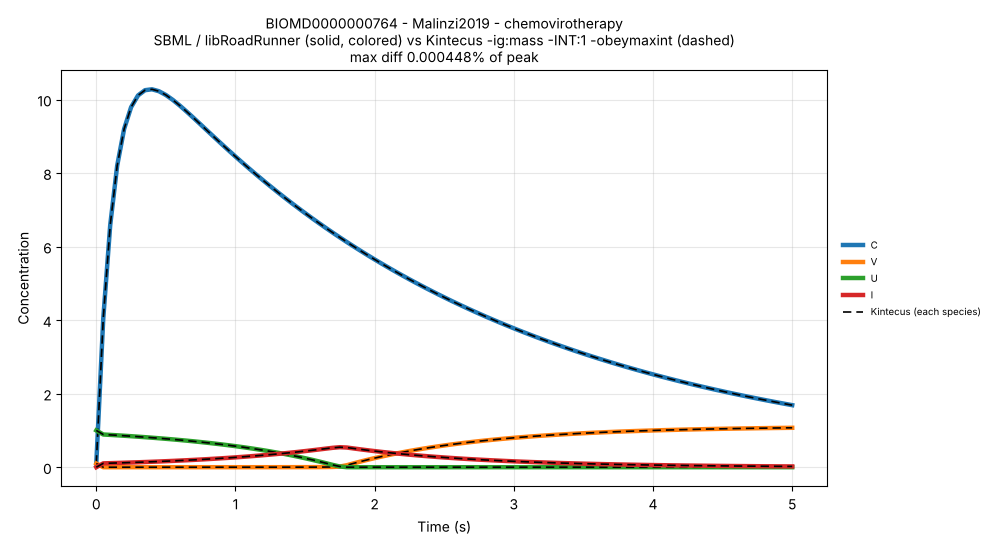 BIOMD0000000764 - Malinzi2019 - chemovirotherapy
SBML / libRoadRunner (solid, colored) vs Kintecus -ig:mass -INT:1 -obeymaxint (dashed)
max diff 0.000448% of peak
Concentration
10
8
6
4
2
0
0 1 2 3 4 5
Time (s)
C
V
U
I
Kintecus (each species)